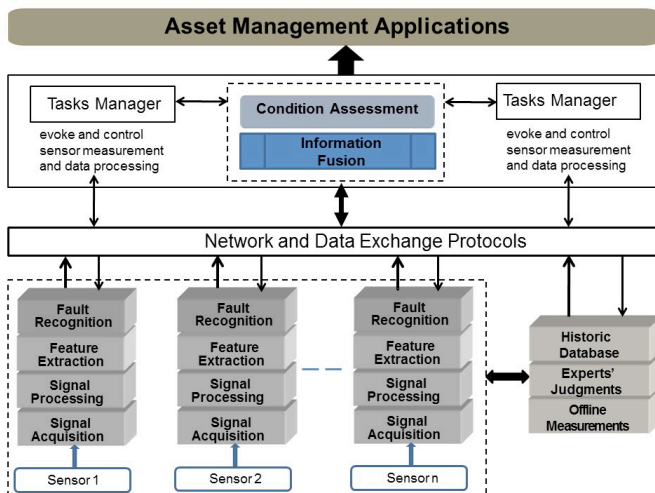 Asset Management Applications
Tasks Manager
evoke and control
sensor measurement
and data processing
Condition Assessment
Information
Fusion
Tasks Manager
evoke and control
sensor measurement
and data processing
Network and Data Exchange Protocols
Fault
Recognition
Feature
Extraction
Signal
Processing
Signal
Acquisition
Sensor 1
Fault
Recognition
Feature
Extraction
Signal
Processing
Signal
Acquisition
Sensor 2
Fault
Recognition
Feature
Extraction
Signal
Processing
Signal
Acquisition
Sensor n
Historic
Database
Experts’
Judgments
Offline
Measurements